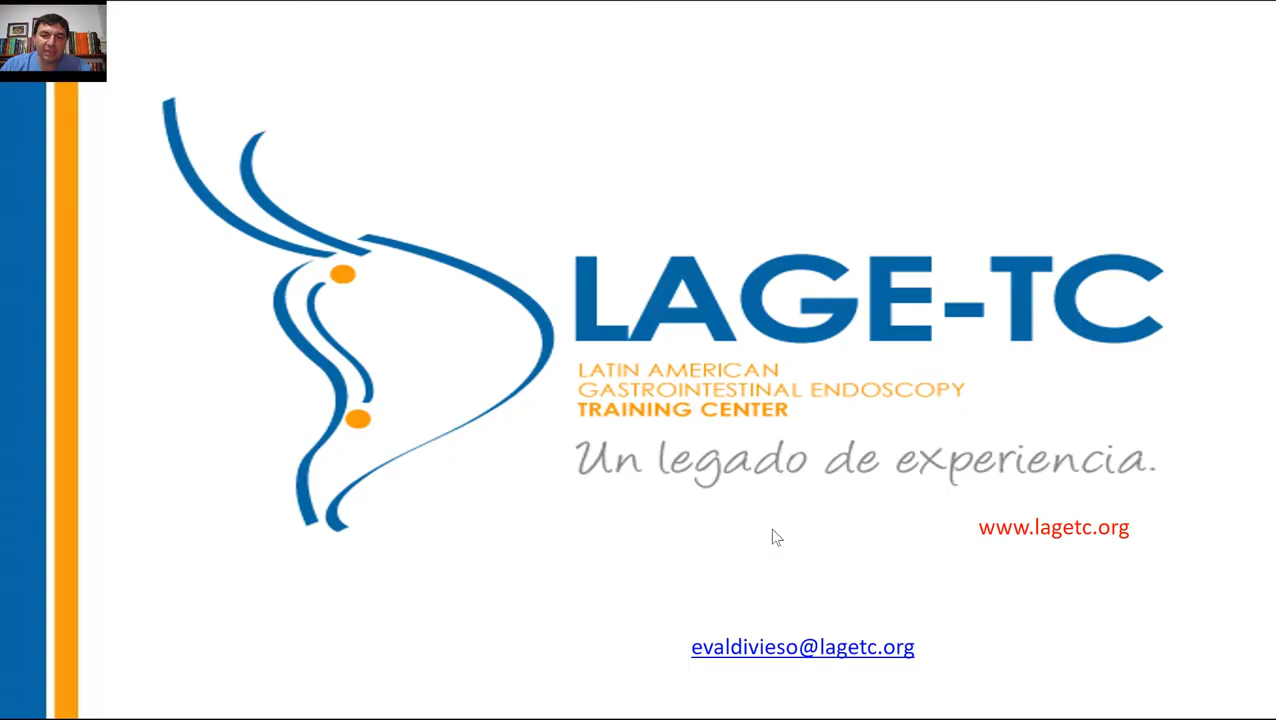 LAGE-TC
LATIN AMERICAN
GASTROINTESTINAL ENDOSCOPY
TRAINING CENTER
Un legado de experiencia.
www.lagetc.org
evaldivieso@lagetc.org